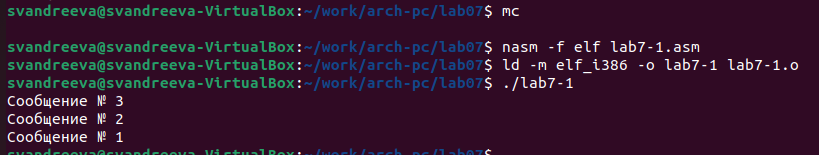 svandreeva@svandreeva-VirtualBox:~/work/arch-pc/lab07$ mc
svandreeva@svandreeva-VirtualBox:~/work/arch-pc/lab07$ nasm -f elf lab7-1.asm
svandreeva@svandreeva-VirtualBox:~/work/arch-pc/lab07$ ld -m elf_i386 -o lab7-1 lab7-1.o
svandreeva@svandreeva-VirtualBox:~/work/arch-pc/lab07$ ./lab7-1
Сообщение № 3
Сообщение № 2
Сообщение № 1
svandreeva@svandreeva-VirtualBox:~/work/arch-pc/lab07$